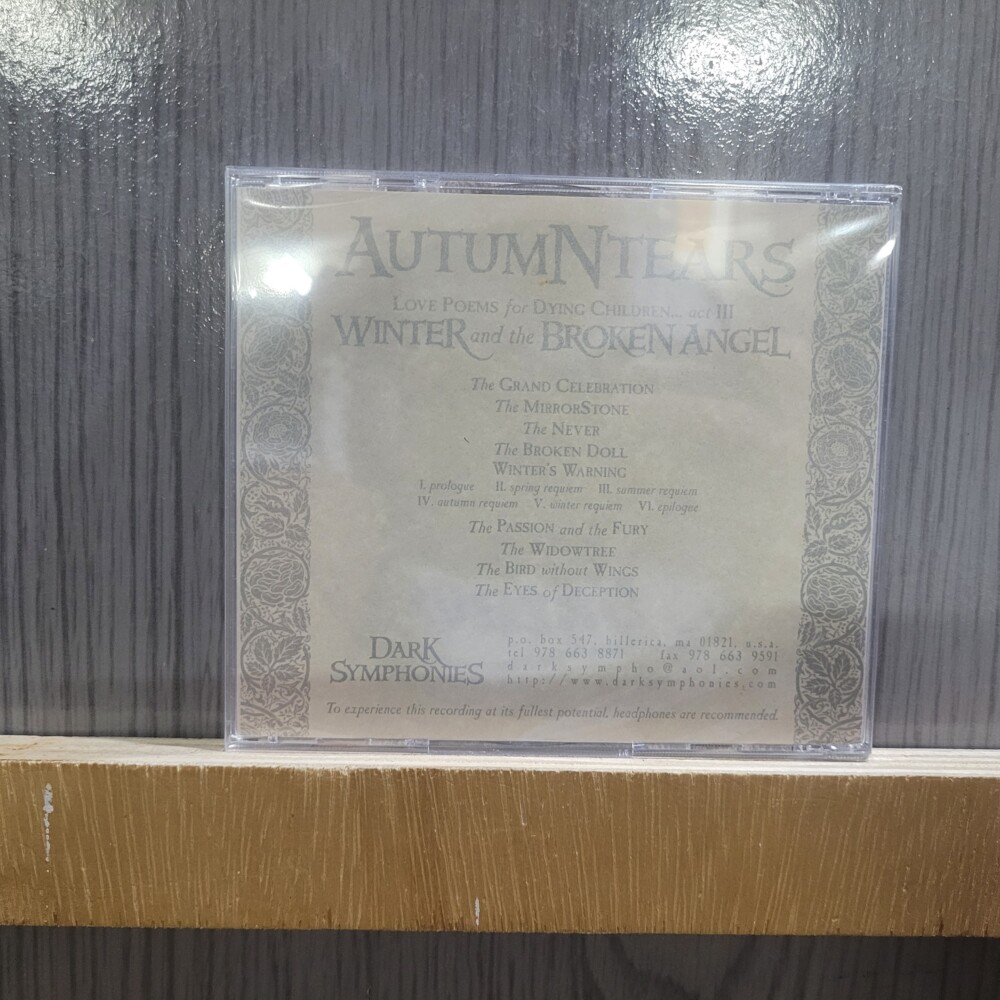 AUTUMNTEARS
LOVE POEMS for DYING CHILDREN... act III
WINTER and the BROKEN ANGEL
The GRAND CELEBRATION
The MIRRORSTONE
The NEVER
The BROKEN DOLL
WINTER'S WARNING
I. prologue II. spring requiem III. summer requiem
IV. autumn requiem V. winter requiem VI. epilogue
The PASSION and the FURY
The WIDOWTREE
The BIRD without WINGS
The EYES of DECEPTION
DARK
SYMPHONIES
p.o. box 547, billerica, ma 01821, u.s.a.
tel 978 663 8871 fax 978 663 9591
darksympho@aol.com
http://www.darksymphonies.com
To experience this recording at its fullest potential, headphones are recommended.